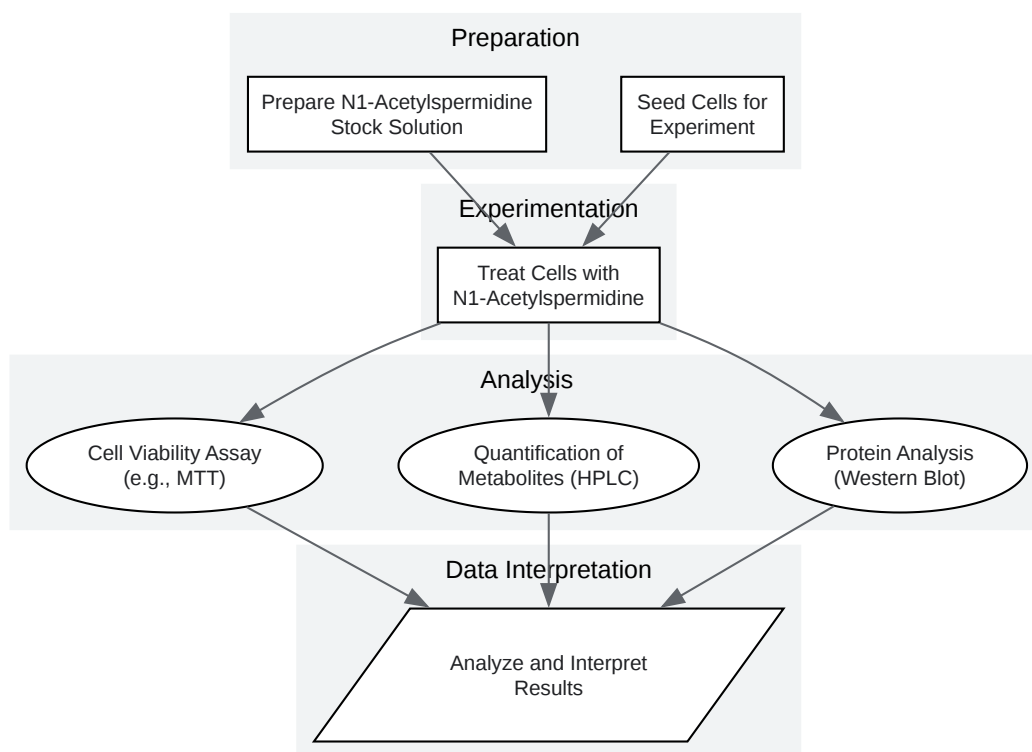 Preparation
Prepare N1-Acetylspermidine
Stock Solution
Seed Cells for
Experiment
Experimentation
Treat Cells with
N1-Acetylspermidine
Analysis
Cell Viability Assay
(e.g., MTT)
Quantification of
Metabolites (HPLC)
Protein Analysis
(Western Blot)
Data Interpretation
Analyze and Interpret
Results